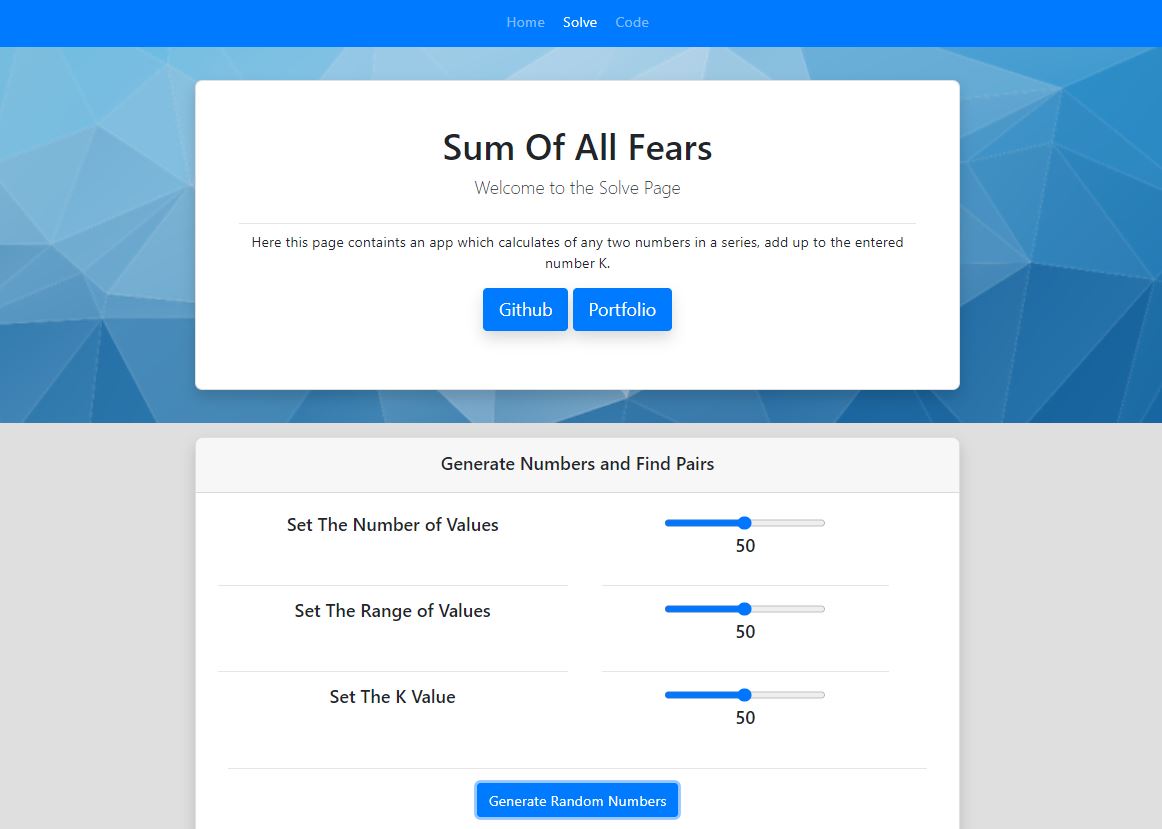 Home Solve Code
Sum Of All Fears
Welcome to the Solve Page
Here this page containts an app which calculates of any two numbers in a series, add up to the entered
number K.
Github Portfolio
Generate Numbers and Find Pairs
Set The Number of Values
50
Set The Range of Values
50
Set The K Value
50
Generate Random Numbers